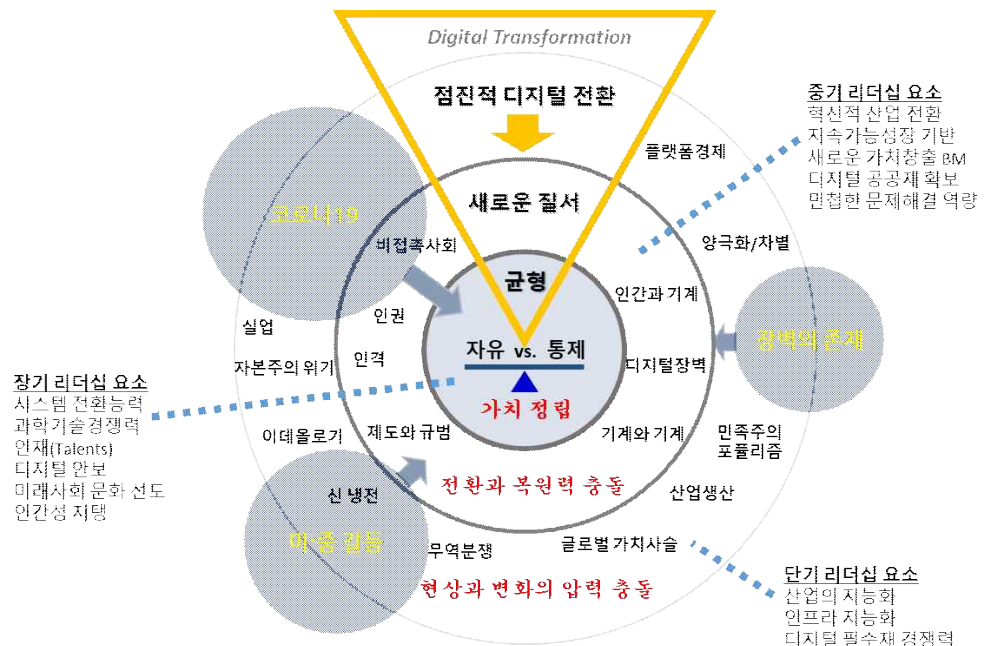 Digital Transformation
점진적 디지털 전환
중기 리더십 요소
혁신적 산업 전환
지속가능성장 기반
새로운 가치창출 BM
디지털 공공재 확보
민첩한 문제해결 역량
플랫폼경제
새로운 질서
코로나19
비접촉사회
양극화/차별
균형
인간과 기계
인권
실업
장벽의 존재
자유 vs. 통제
인격
자본주의 위기
디지털장벽
장기 리더십 요소
시스템 전환능력
과학기술경쟁력
인재(Talents)
디지털 안보
미래사회 문화 선도
인간성 지탱
가치 정립
이데올로기
제도와 규범
기계와 기계
민족주의
포퓰리즘
전환과 복원력 충돌
신 냉전
산업생산
미·중 갈등
무역분쟁
글로벌 가치사슬
현상과 변화의 압력 충돌
단기 리더십 요소
산업의 지능화
인프라 지능화
디지털 필수재 경쟁력